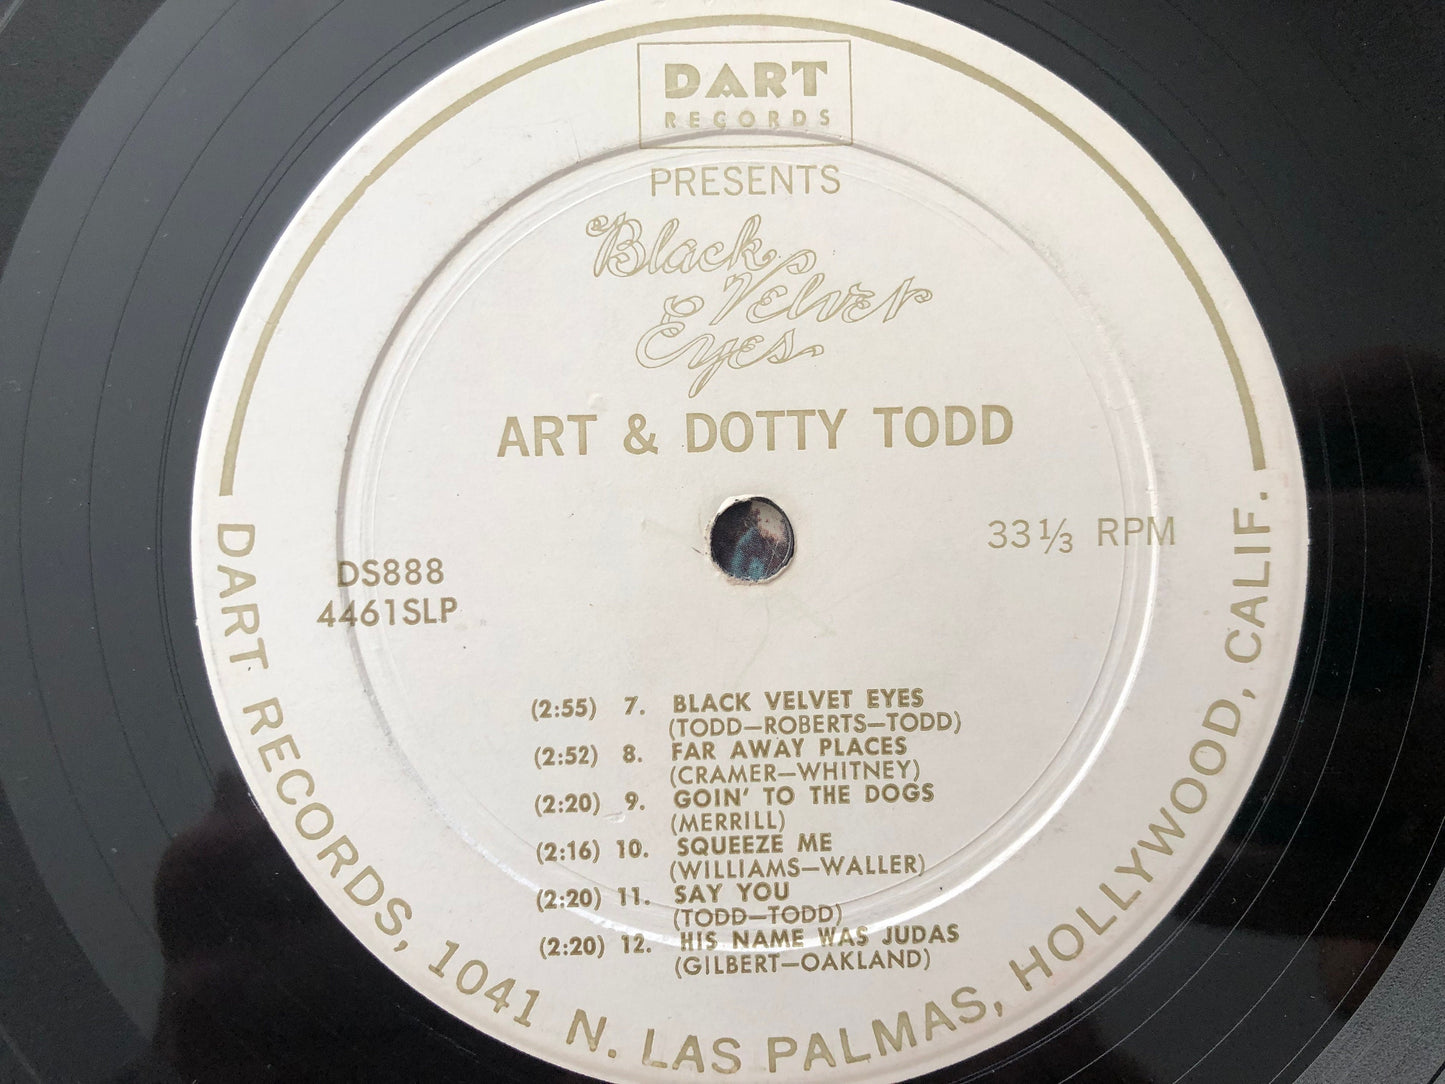 DART
RECORDS
PRESENTS
Black
Velvet
Eyes
ART & DOTTY TODD
33 1/3 RPM
DS888
4461SLP
(2:55) 7. BLACK VELVET EYES
(TODD—ROBERTS—TODD)
(2:52) 8. FAR AWAY PLACES
(CRAMER—WHITNEY)
(2:20) 9. GOIN' TO THE DOGS
(MERRILL)
(2:16) 10. SQUEEZE ME
(WILLIAMS—WALLER)
(2:20) 11. SAY YOU
(TODD—TODD)
(2:20) 12. HIS NAME WAS JUDAS
(GILBERT—OAKLAND)
DART RECORDS, 1041 N. LAS PALMAS, HOLLYWOOD, CALIF.